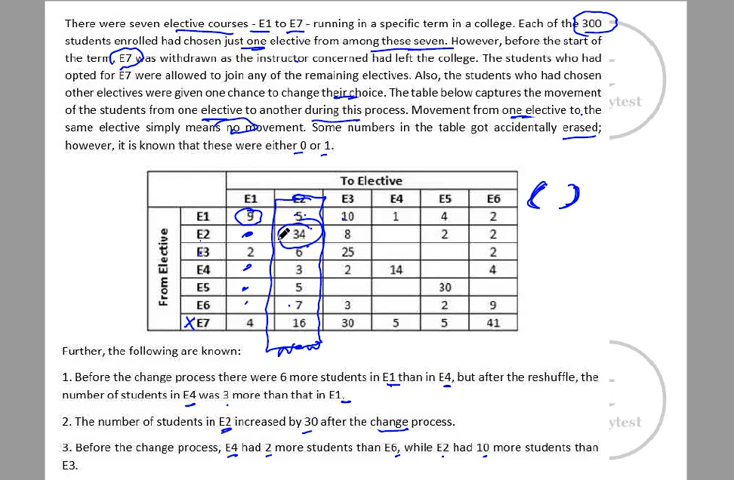 There were seven elective courses - E1 to E7 - running in a specific term in a college. Each of the 300
students enrolled had chosen just one elective from among these seven. However, before the start of
the term, E7 was withdrawn as the instructor concerned had left the college. The students who had
opted for E7 were allowed to join any of the remaining electives. Also, the students who had chosen
other electives were given one chance to change their choice. The table below captures the movement
of the students from one elective to another during this process. Movement from one elective to the
same elective simply means no movement. Some numbers in the table got accidentally erased;
however, it is known that these were either 0 or 1.
ytest
To Elective
E1 E2 E3 E4 E5 E6
From Elective
E1 9 5 10 1 4 2
E2 34 8 2 2
E3 2 6 25 2
E4 3 2 14 4
E5 5 30
E6 7 3 2 9
X E7 4 16 30 5 5 41
new
Further, the following are known:
1. Before the change process there were 6 more students in E1 than in E4, but after the reshuffle, the
number of students in E4 was 3 more than that in E1.
2. The number of students in E2 increased by 30 after the change process.
ytest
3. Before the change process, E4 had 2 more students than E6, while E2 had 10 more students than
E3.